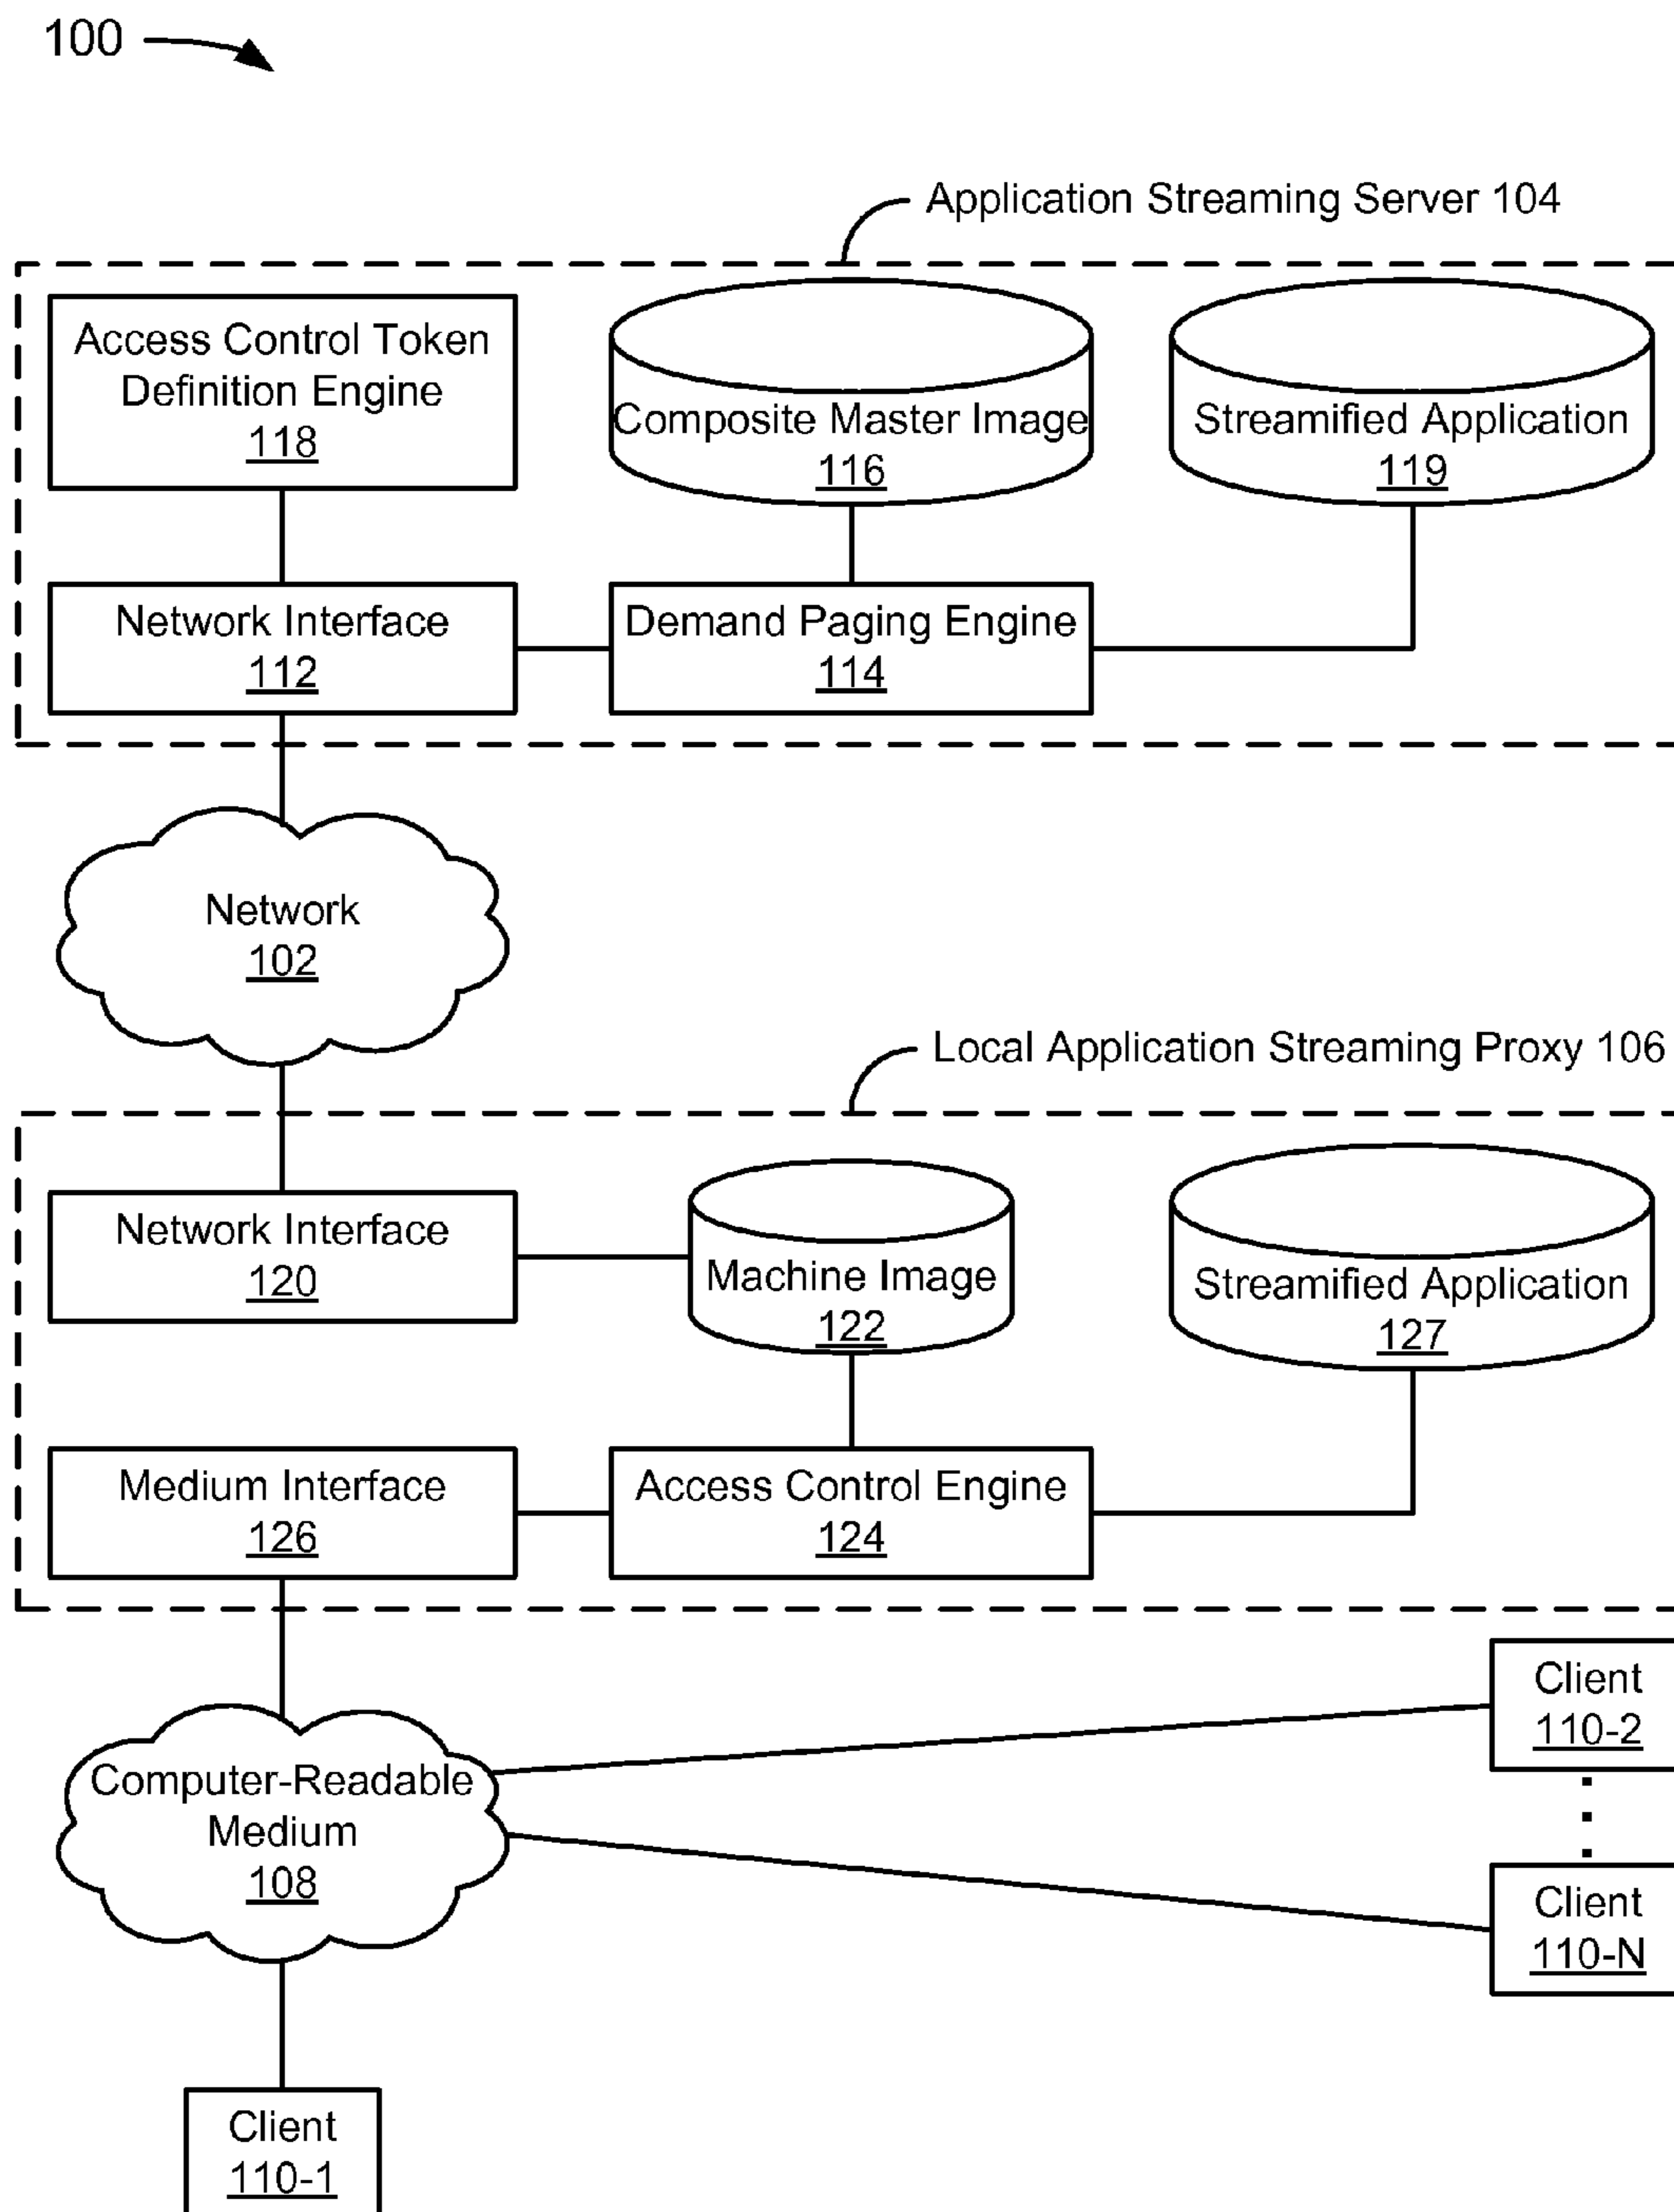 100
Application Streaming Server 104
Access Control Token
Definition Engine
118
Composite Master Image
116
Streamified Application
119
Network Interface
112
Demand Paging Engine
114
Network
102
Local Application Streaming Proxy 106
Network Interface
120
Machine Image
122
Streamified Application
127
Medium Interface
126
Access Control Engine
124
Client
110-2
Computer-Readable
Medium
108
Client
110-N
Client
110-1